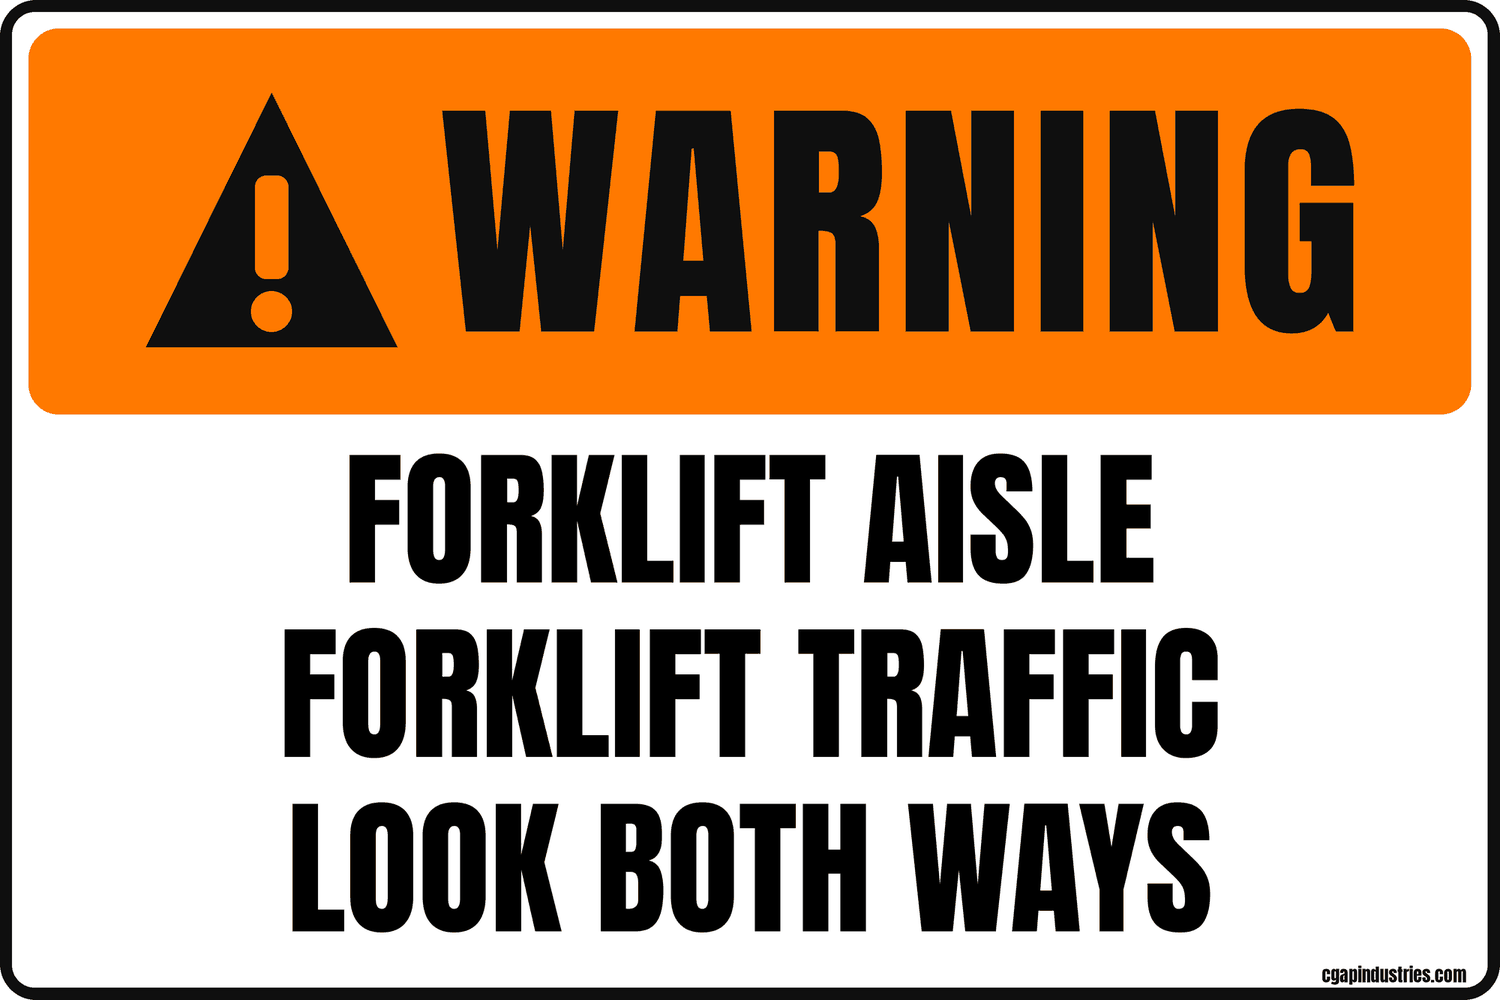 WARNING
FORKLIFT AISLE
FORKLIFT TRAFFIC
LOOK BOTH WAYS
cgapindustries.com